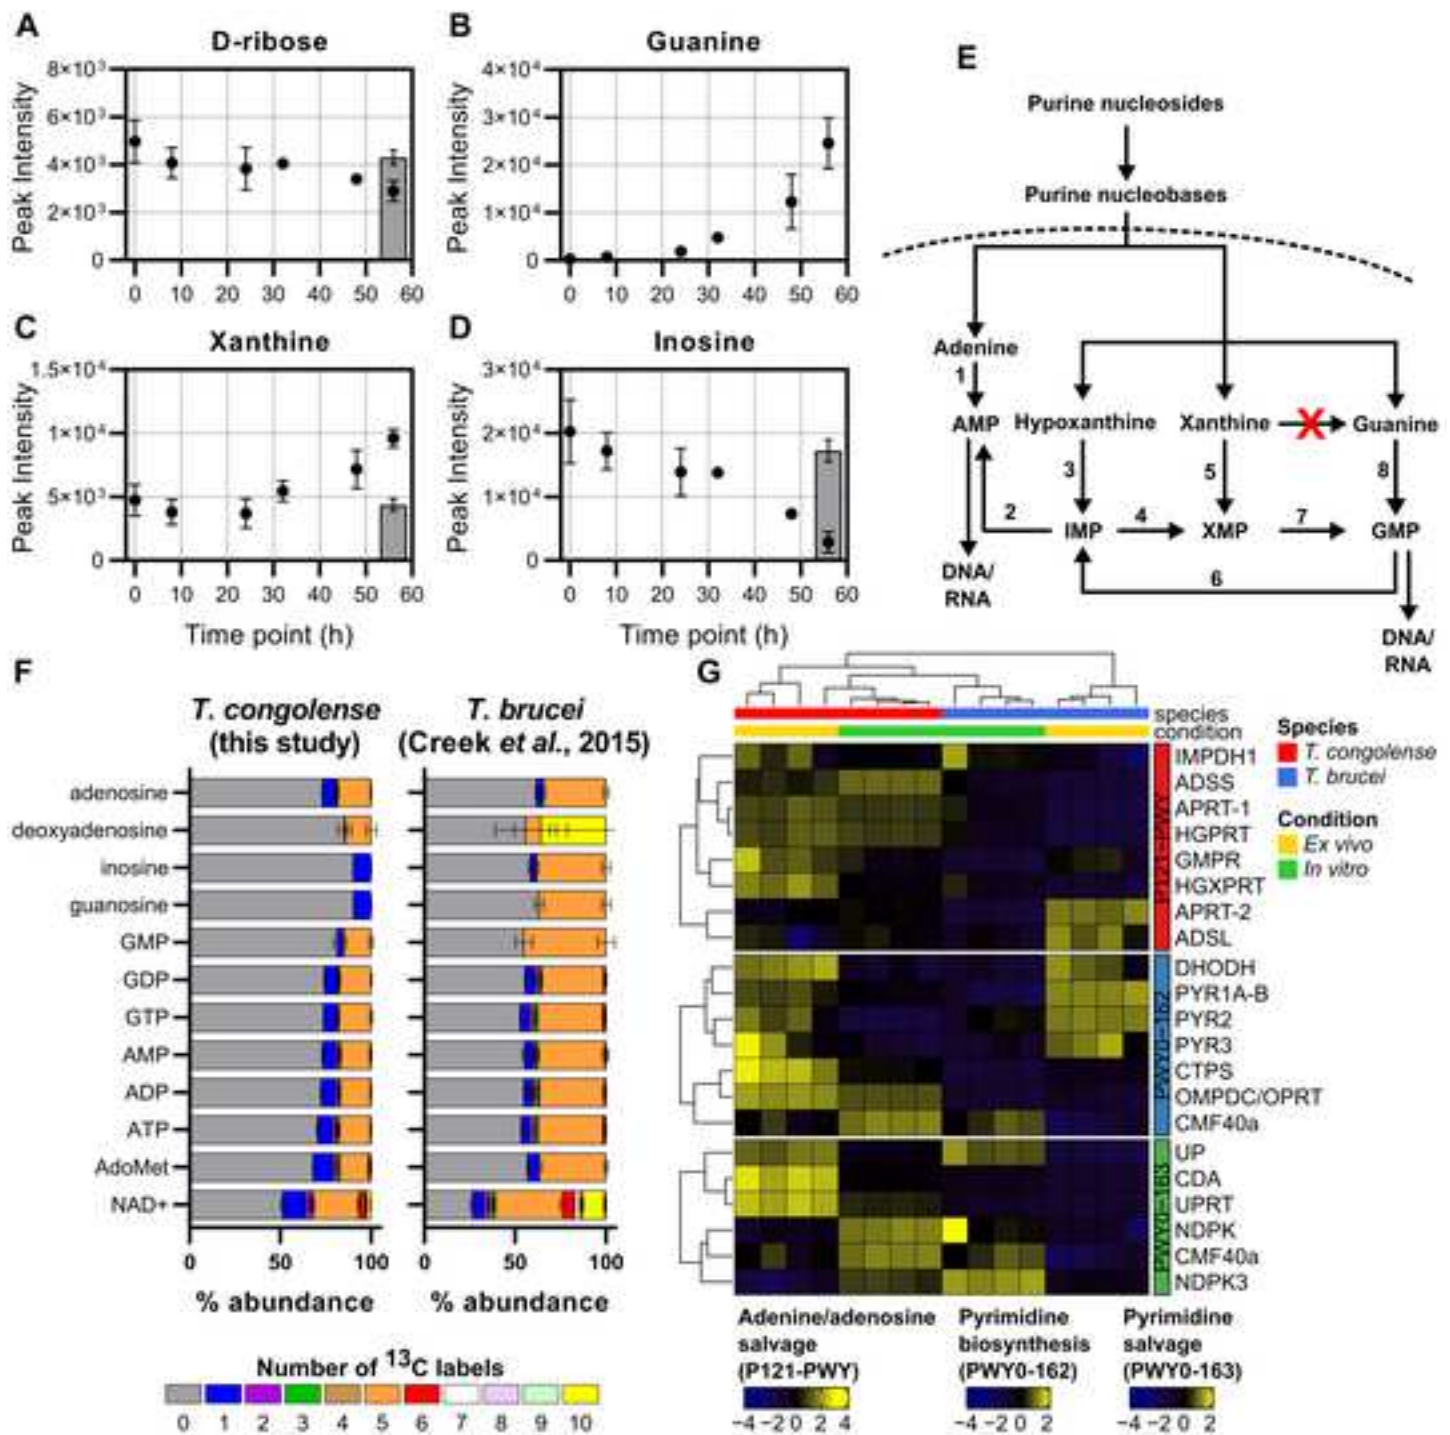 A
D-ribose
Peak Intensity
8×10³
6×10³
4×10³
2×10³
0
0 10 20 30 40 50 60
B
Guanine
Peak Intensity
4×10⁴
3×10⁴
2×10⁴
1×10⁴
0
0 10 20 30 40 50 60
C
Xanthine
Peak Intensity
1.5×10⁴
1×10⁴
5×10³
0
0 10 20 30 40 50 60
Time point (h)
D
Inosine
Peak Intensity
3×10⁴
2×10⁴
1×10⁴
0
0 10 20 30 40 50 60
Time point (h)
E
Purine nucleosides
Purine nucleobases
Adenine
1
AMP Hypoxanthine Xanthine X Guanine
3 5 8
2 IMP 4 XMP 7 GMP
6
DNA/
RNA
DNA/
RNA
F
T. congolense
(this study)
T. brucei
(Creek et al., 2015)
adenosine
deoxyadenosine
inosine
guanosine
GMP
GDP
GTP
AMP
ADP
ATP
AdoMet
NAD+
0 50 100
0 50 100
% abundance
% abundance
Number of ¹³C labels
0 1 2 3 4 5 6 7 8 9 10
G
species
condition
Species
T. congolense
T. brucei
Condition
Ex vivo
In vitro
IMPDH1
ADSS
APRT-1
HGPRT
GMPR
HGXPRT
APRT-2
ADSL
P121-PWY
DHODH
PYR1A-B
PYR2
PYR3
CTPS
OMPDC/OPRT
CMF40a
PWY0-162
UP
CDA
UPRT
NDPK
CMF40a
NDPK3
PWY0-163
Adenine/adenosine
salvage
(P121-PWY)
−4 −2 0 2 4
Pyrimidine
biosynthesis
(PWY0-162)
−4 −2 0 2
Pyrimidine
salvage
(PWY0-163)
−4 −2 0 2